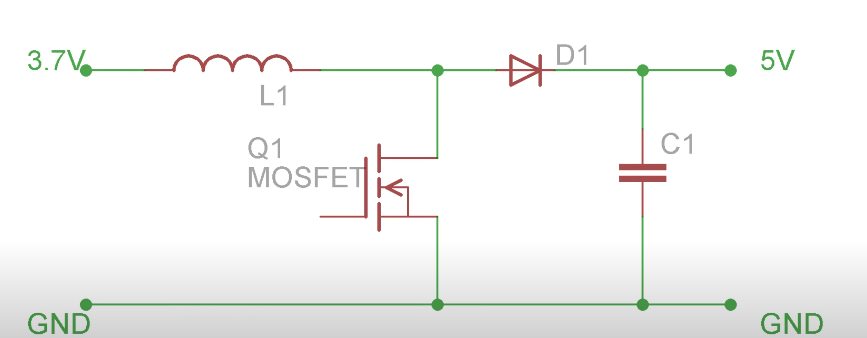 3.7V
L1
D1
5V
Q1
MOSFET
C1
GND
GND